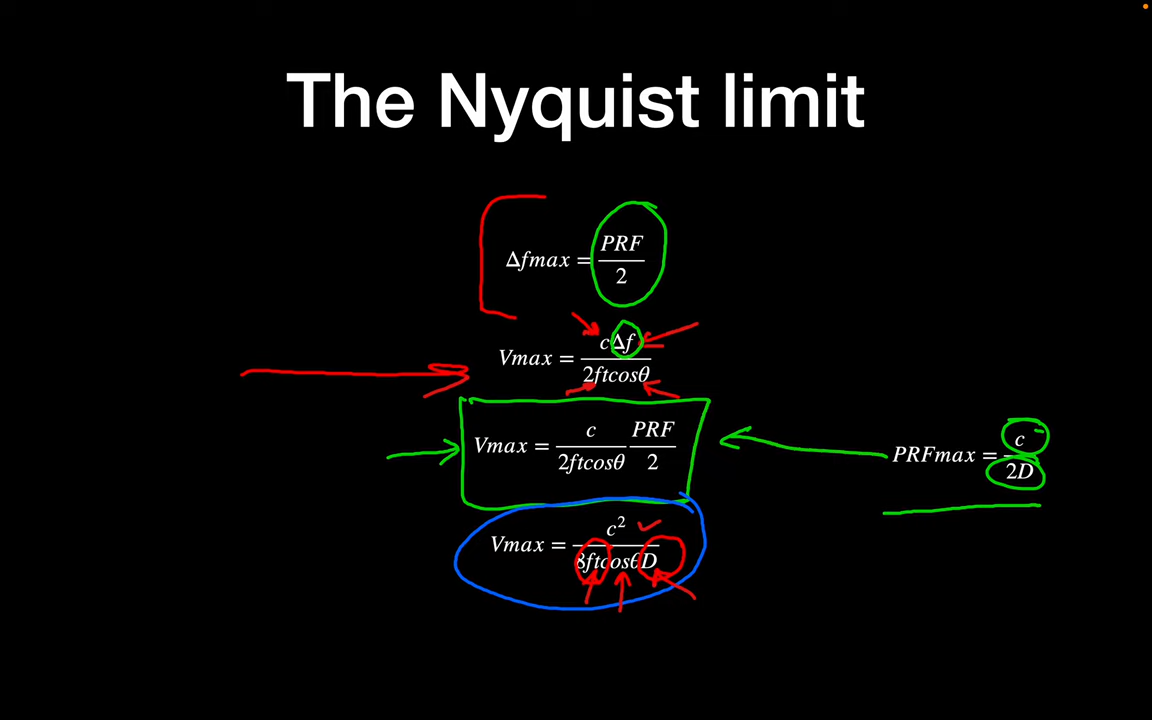 The Nyquist limit
Δfmax = PRF/2
Vmax = cΔf/2ftcosθ
Vmax = c/2ftcosθ PRF/2
PRFmax = c/2D
Vmax = c²/8ftcosθD